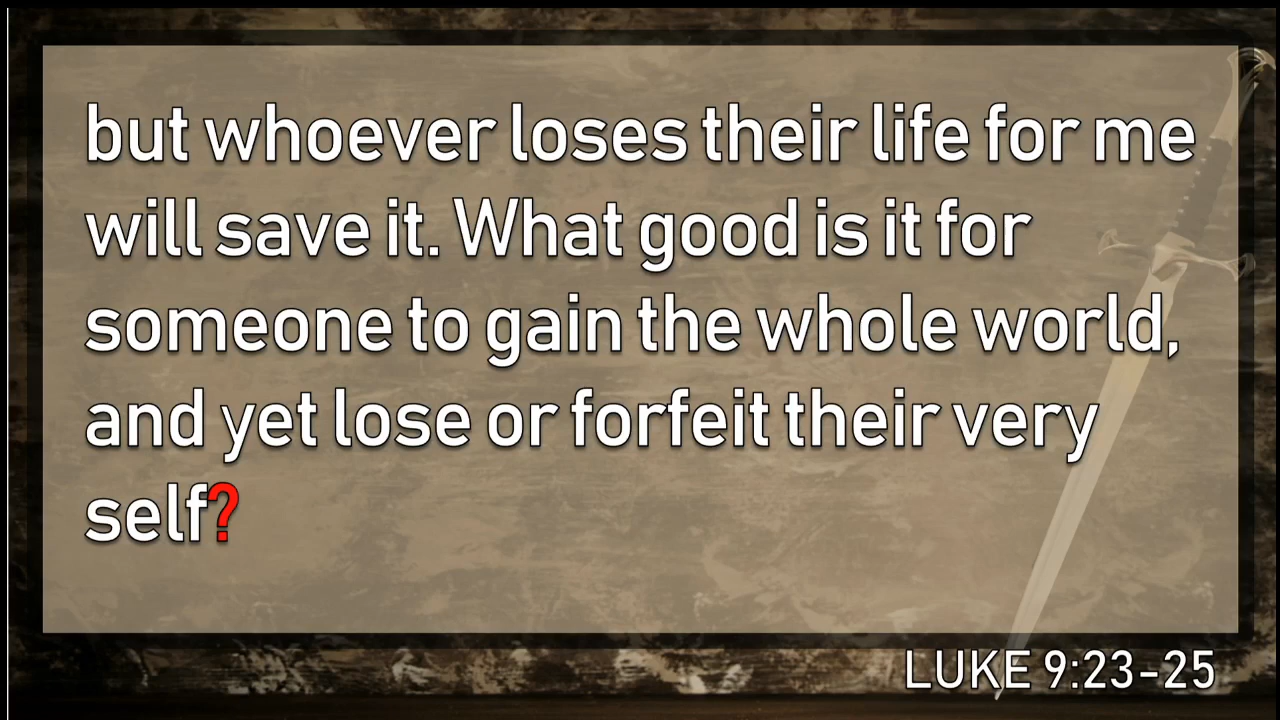 but whoever loses their life for me
will save it. What good is it for
someone to gain the whole world,
and yet lose or forfeit their very
self?
LUKE 9:23-25